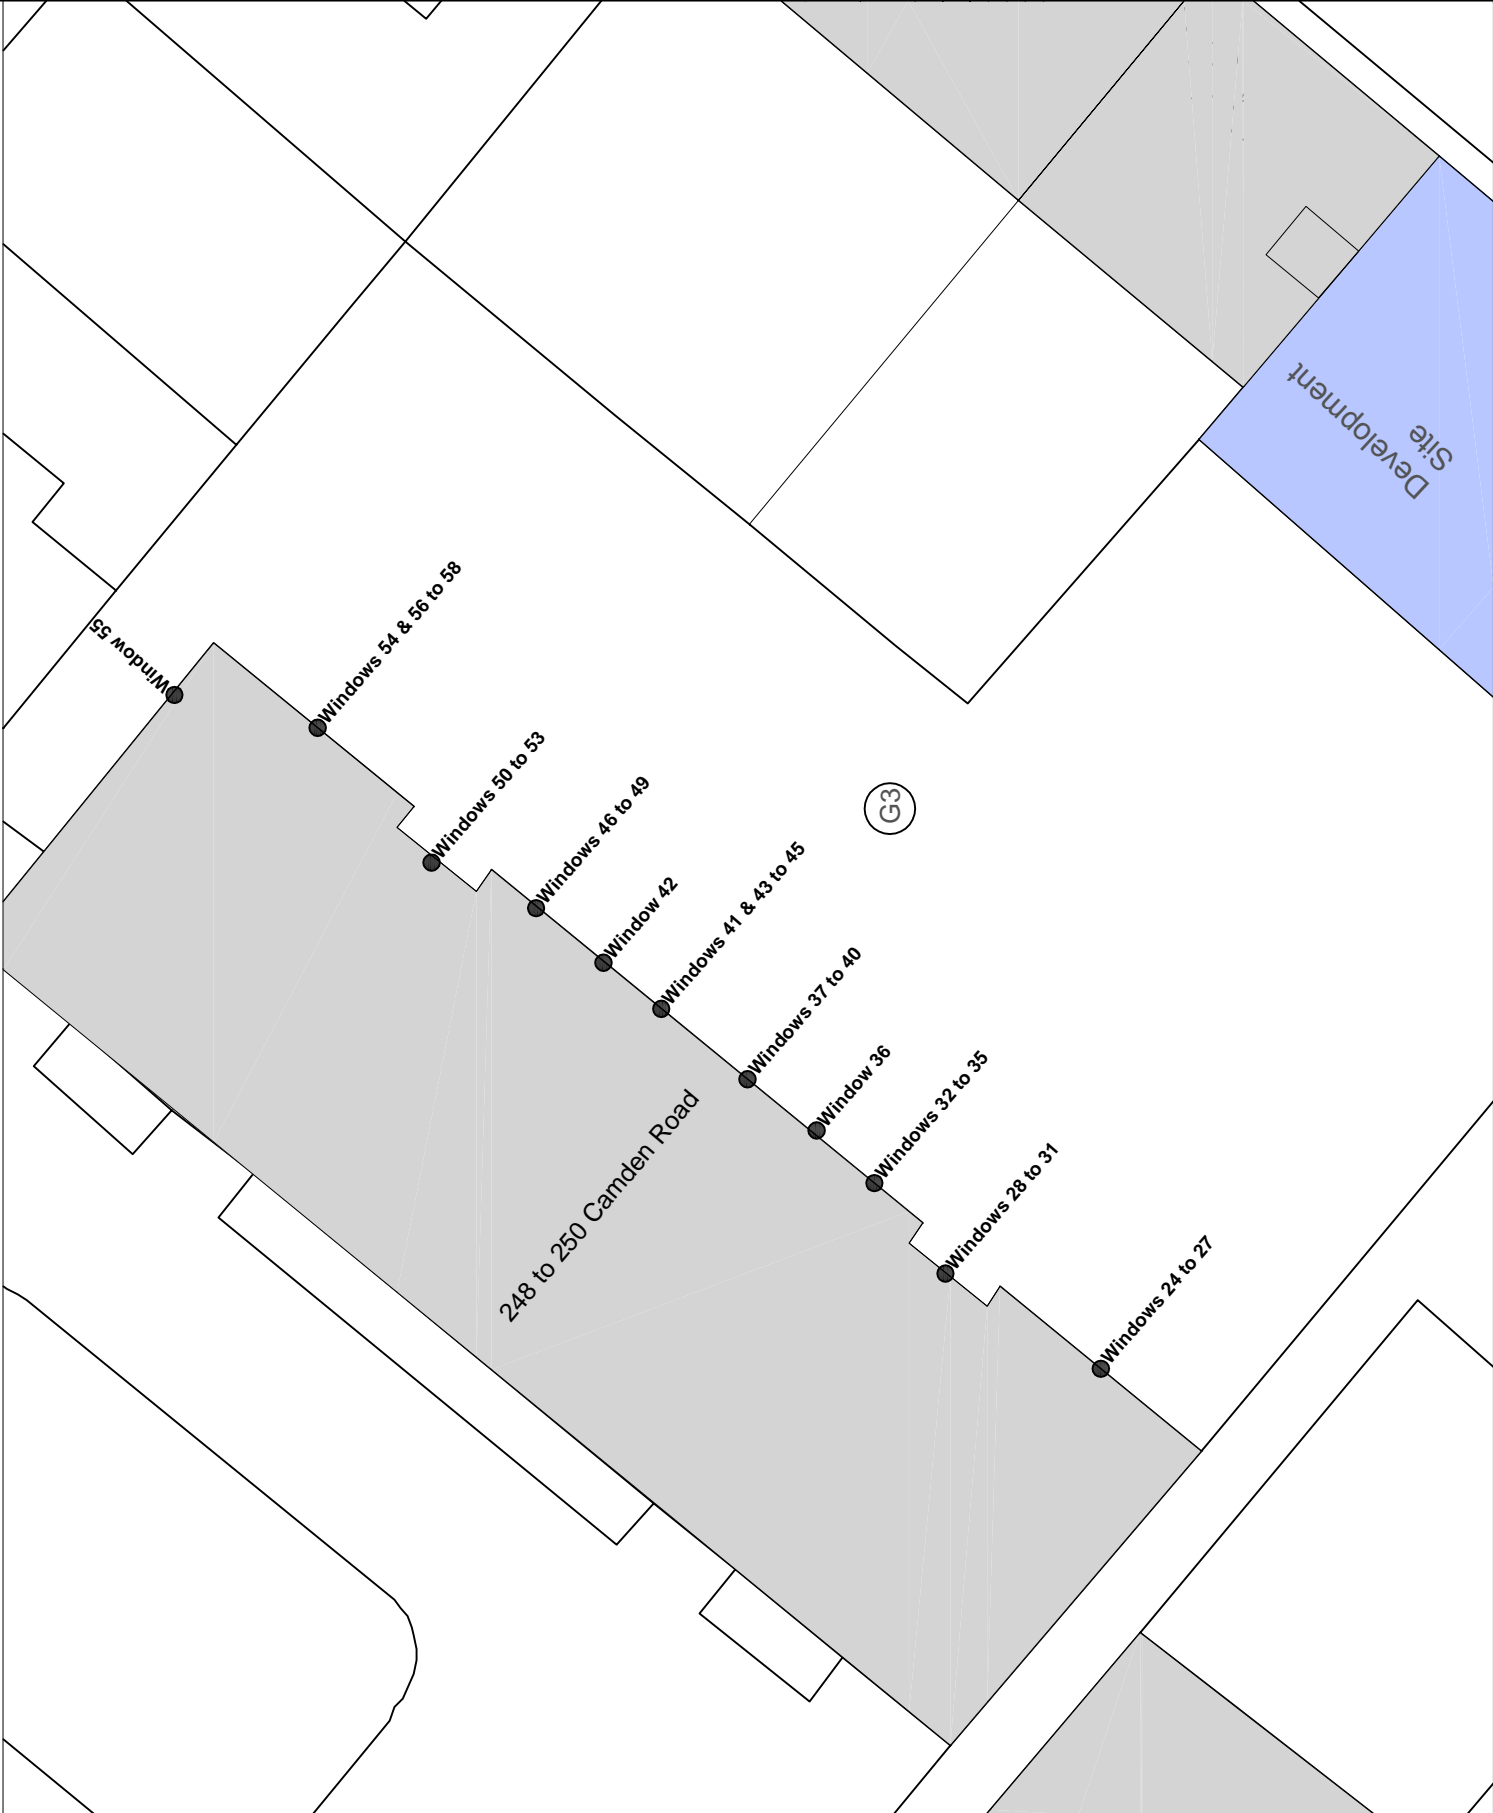 Development
Site
Window 55
Windows 54 & 56 to 58
Windows 50 to 53
Windows 46 to 49
Window 42
Windows 41 & 43 to 45
G3
Windows 37 to 40
Window 36
Windows 32 to 35
Windows 28 to 31
Windows 24 to 27
248 to 250 Camden Road